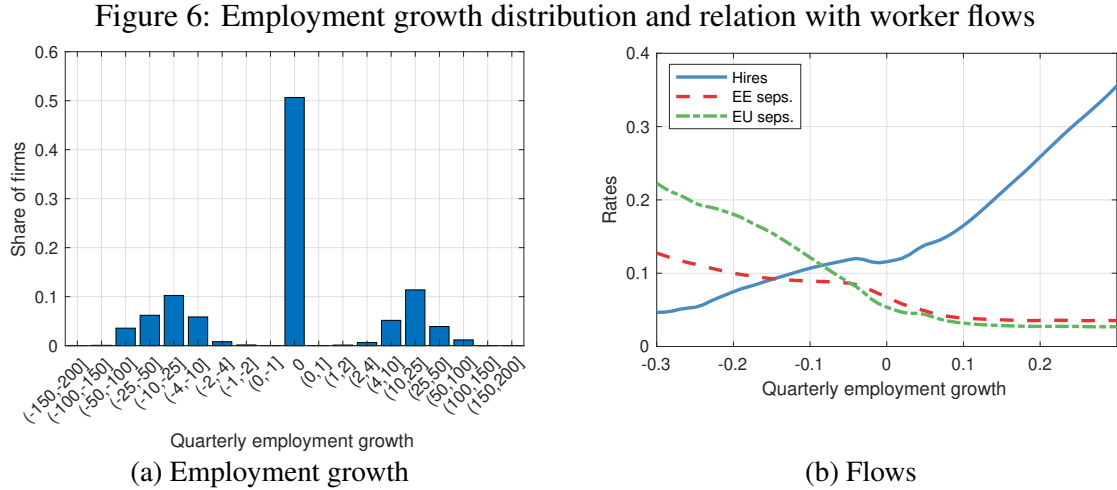 Figure 6: Employment growth distribution and relation with worker flows
0.6
0.5
0.4
0.3
0.2
0.1
0
Share of firms
(-150,-200]
(-100,-150]
(-50,-100]
(-25,-50]
(-10,-25]
(-4,-10]
(-2,-4]
(-1,-2]
(0,-1]
0
(0,1]
(1,2]
(2,4]
(4,10]
(10,25]
(25,50]
(50,100]
(100,150]
(150,200]
Quarterly employment growth
(a) Employment growth
0.4
0.3
0.2
0.1
0
Rates
Hires
EE seps.
EU seps.
-0.3 -0.2 -0.1 0 0.1 0.2
Quarterly employment growth
(b) Flows